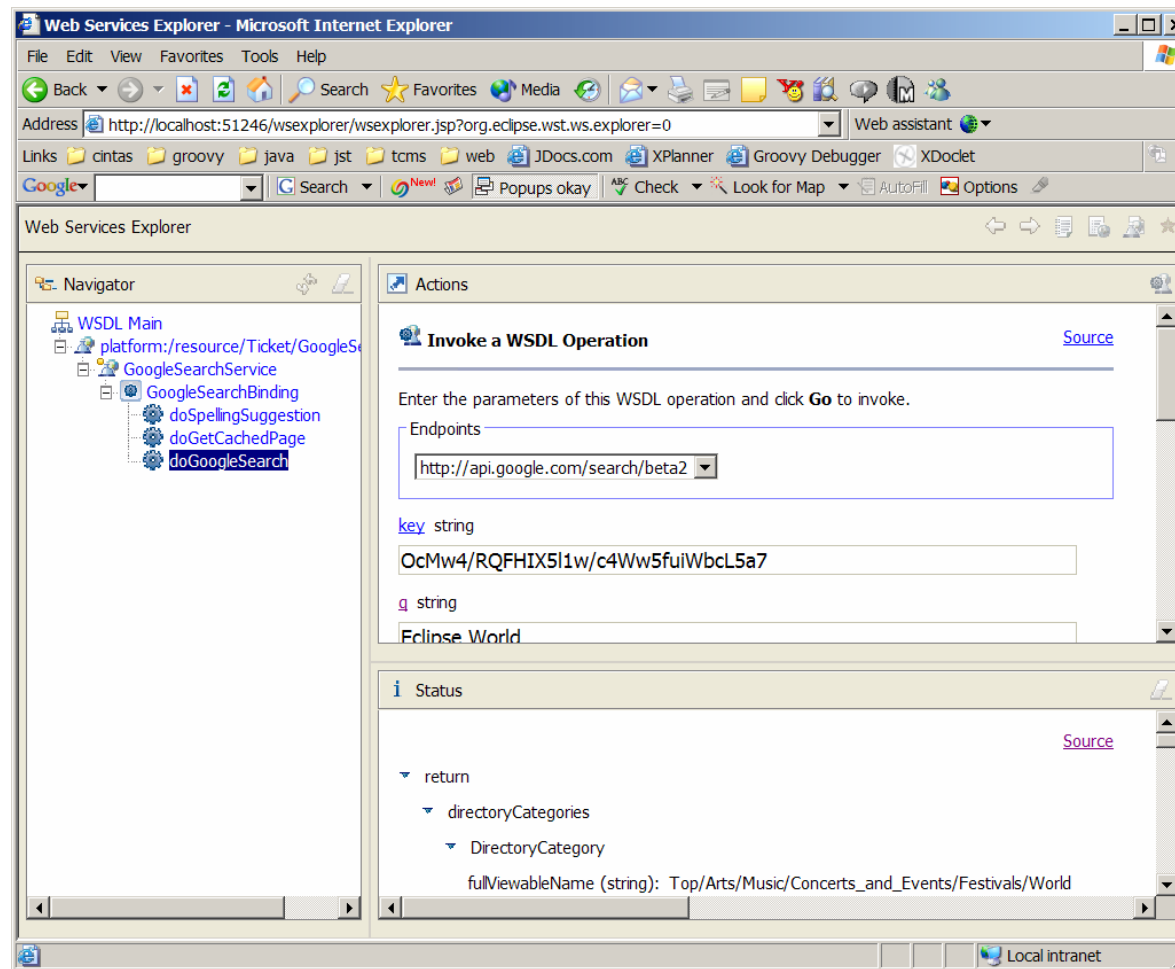 Web Services Explorer - Microsoft Internet Explorer
File Edit View Favorites Tools Help
Back Search Favorites Media
Address http://localhost:51246/wsexplorer/wsexplorer.jsp?org.eclipse.wst.ws.explorer=0 Web assistant
Links cintas groovy java jst tcms web JDocs.com XPlanner Groovy Debugger XDoclet
Google Search New! Popups okay ABC Check Look for Map AutoFill Options
Web Services Explorer
Navigator
WSDL Main
platform:/resource/Ticket/GoogleSe
GoogleSearchService
GoogleSearchBinding
doSpellingSuggestion
doGetCachedPage
doGoogleSearch
Actions
Invoke a WSDL Operation Source
Enter the parameters of this WSDL operation and click Go to invoke.
Endpoints
http://api.google.com/search/beta2
key string
OcMw4/RQFHIX5l1w/c4Ww5fuiWbcL5a7
q string
Eclipse World
Status
Source
return
directoryCategories
DirectoryCategory
fullViewableName (string): Top/Arts/Music/Concerts_and_Events/Festivals/World
Local intranet